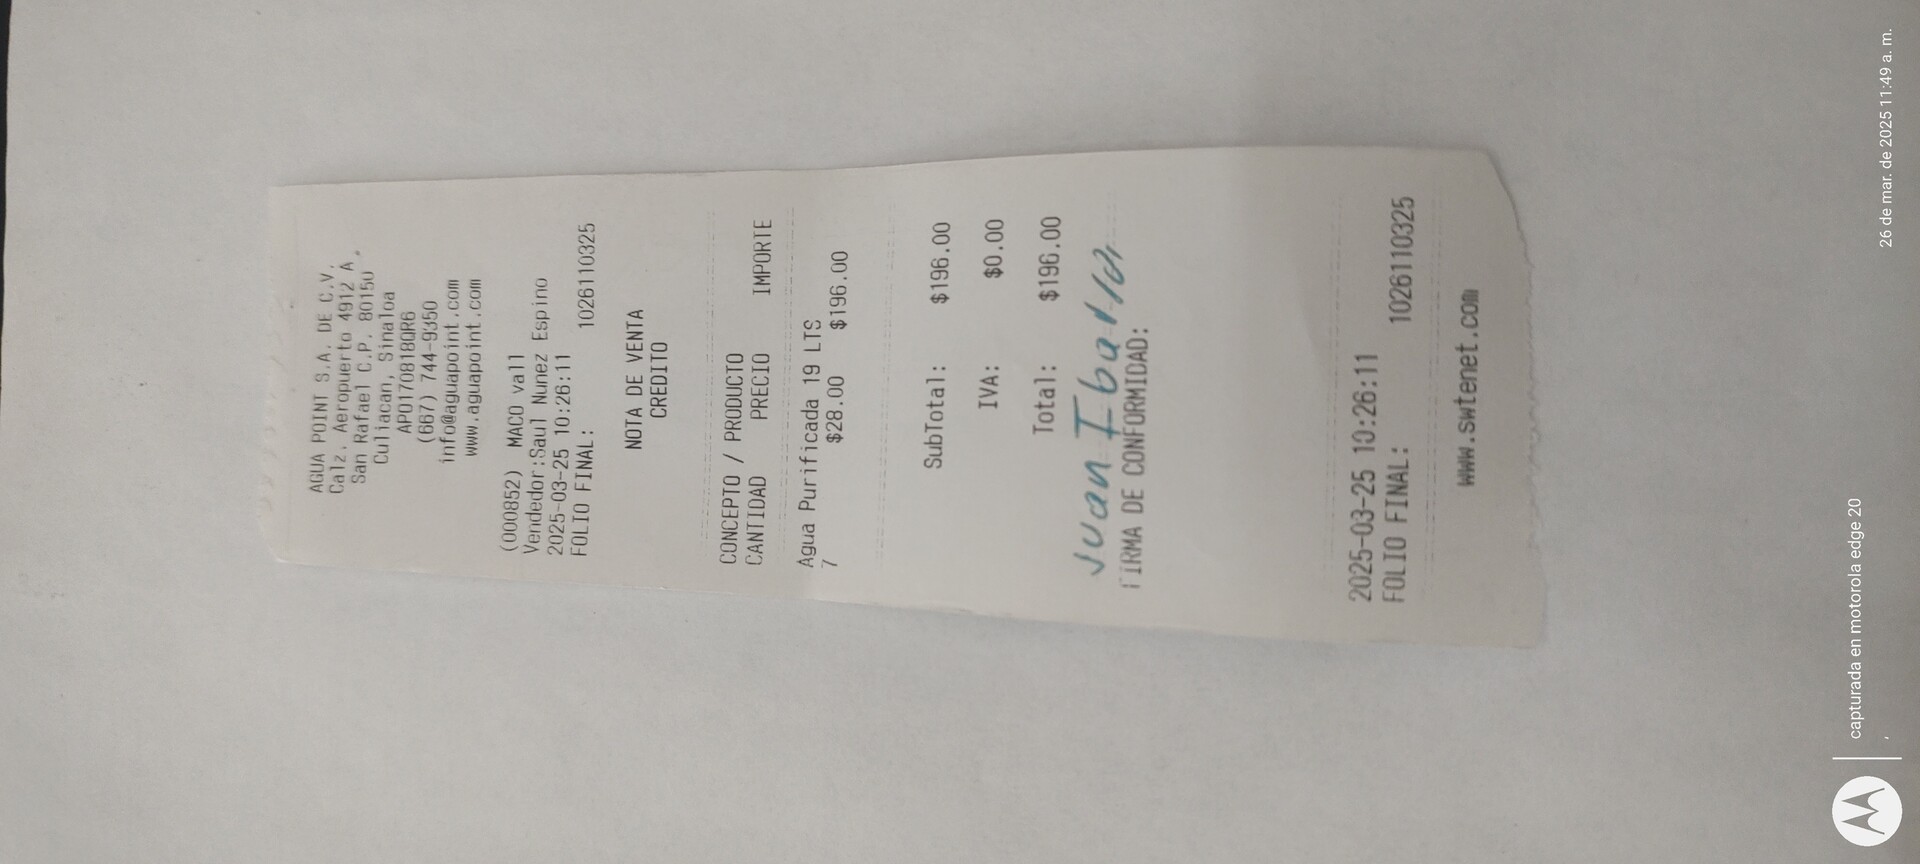 AGUA POINT S.A. DE C.V.
Calz. Aeropuerto 4912 A.
San Rafael C.P. 80150
Culiacan, Sinaloa
APO170818QR6
(667) 744-9350
info@aguapoint.com
www.aguapoint.com
(000852) MACO vall
Vendedor:Saul Nunez Espino
2025-03-25 10:26:11
FOLIO FINAL: 1026110325
NOTA DE VENTA
CREDITO
CONCEPTO / PRODUCTO
CANTIDAD PRECIO IMPORTE
Agua Purificada 19 LTS
7 $28.00 $196.00
SubTotal: $196.00
IVA: $0.00
Total: $196.00
Juan Ibarra
FIRMA DE CONFORMIDAD:
2025-03-25 10:26:11
FOLIO FINAL: 1026110325
www.swtenet.com
capturada en motorola edge 20
26 de mar. de 2025 11:49 a. m.